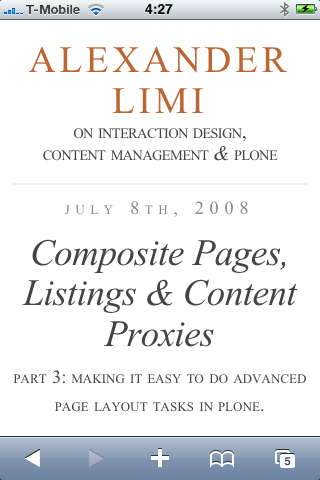 T-Mobile 4:27
ALEXANDER
LIMI
ON INTERACTION DESIGN,
CONTENT MANAGEMENT & PLONE
JULY 8TH, 2008
Composite Pages,
Listings & Content
Proxies
PART 3: MAKING IT EASY TO DO ADVANCED
PAGE LAYOUT TASKS IN PLONE.
5